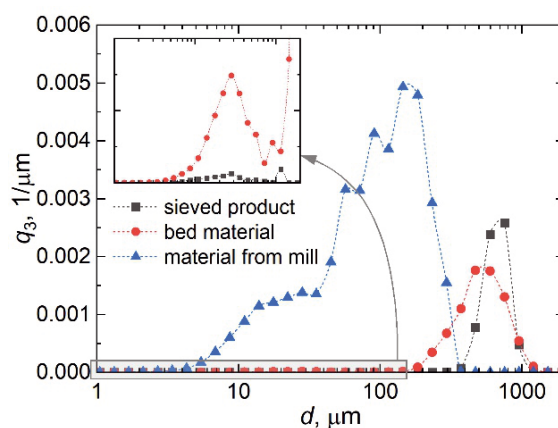 0.006
0.005
0.004
0.003
0.002
0.001
0.000
q3, 1/μm
sieved product
bed material
material from mill
1 10 100 1000
d, μm